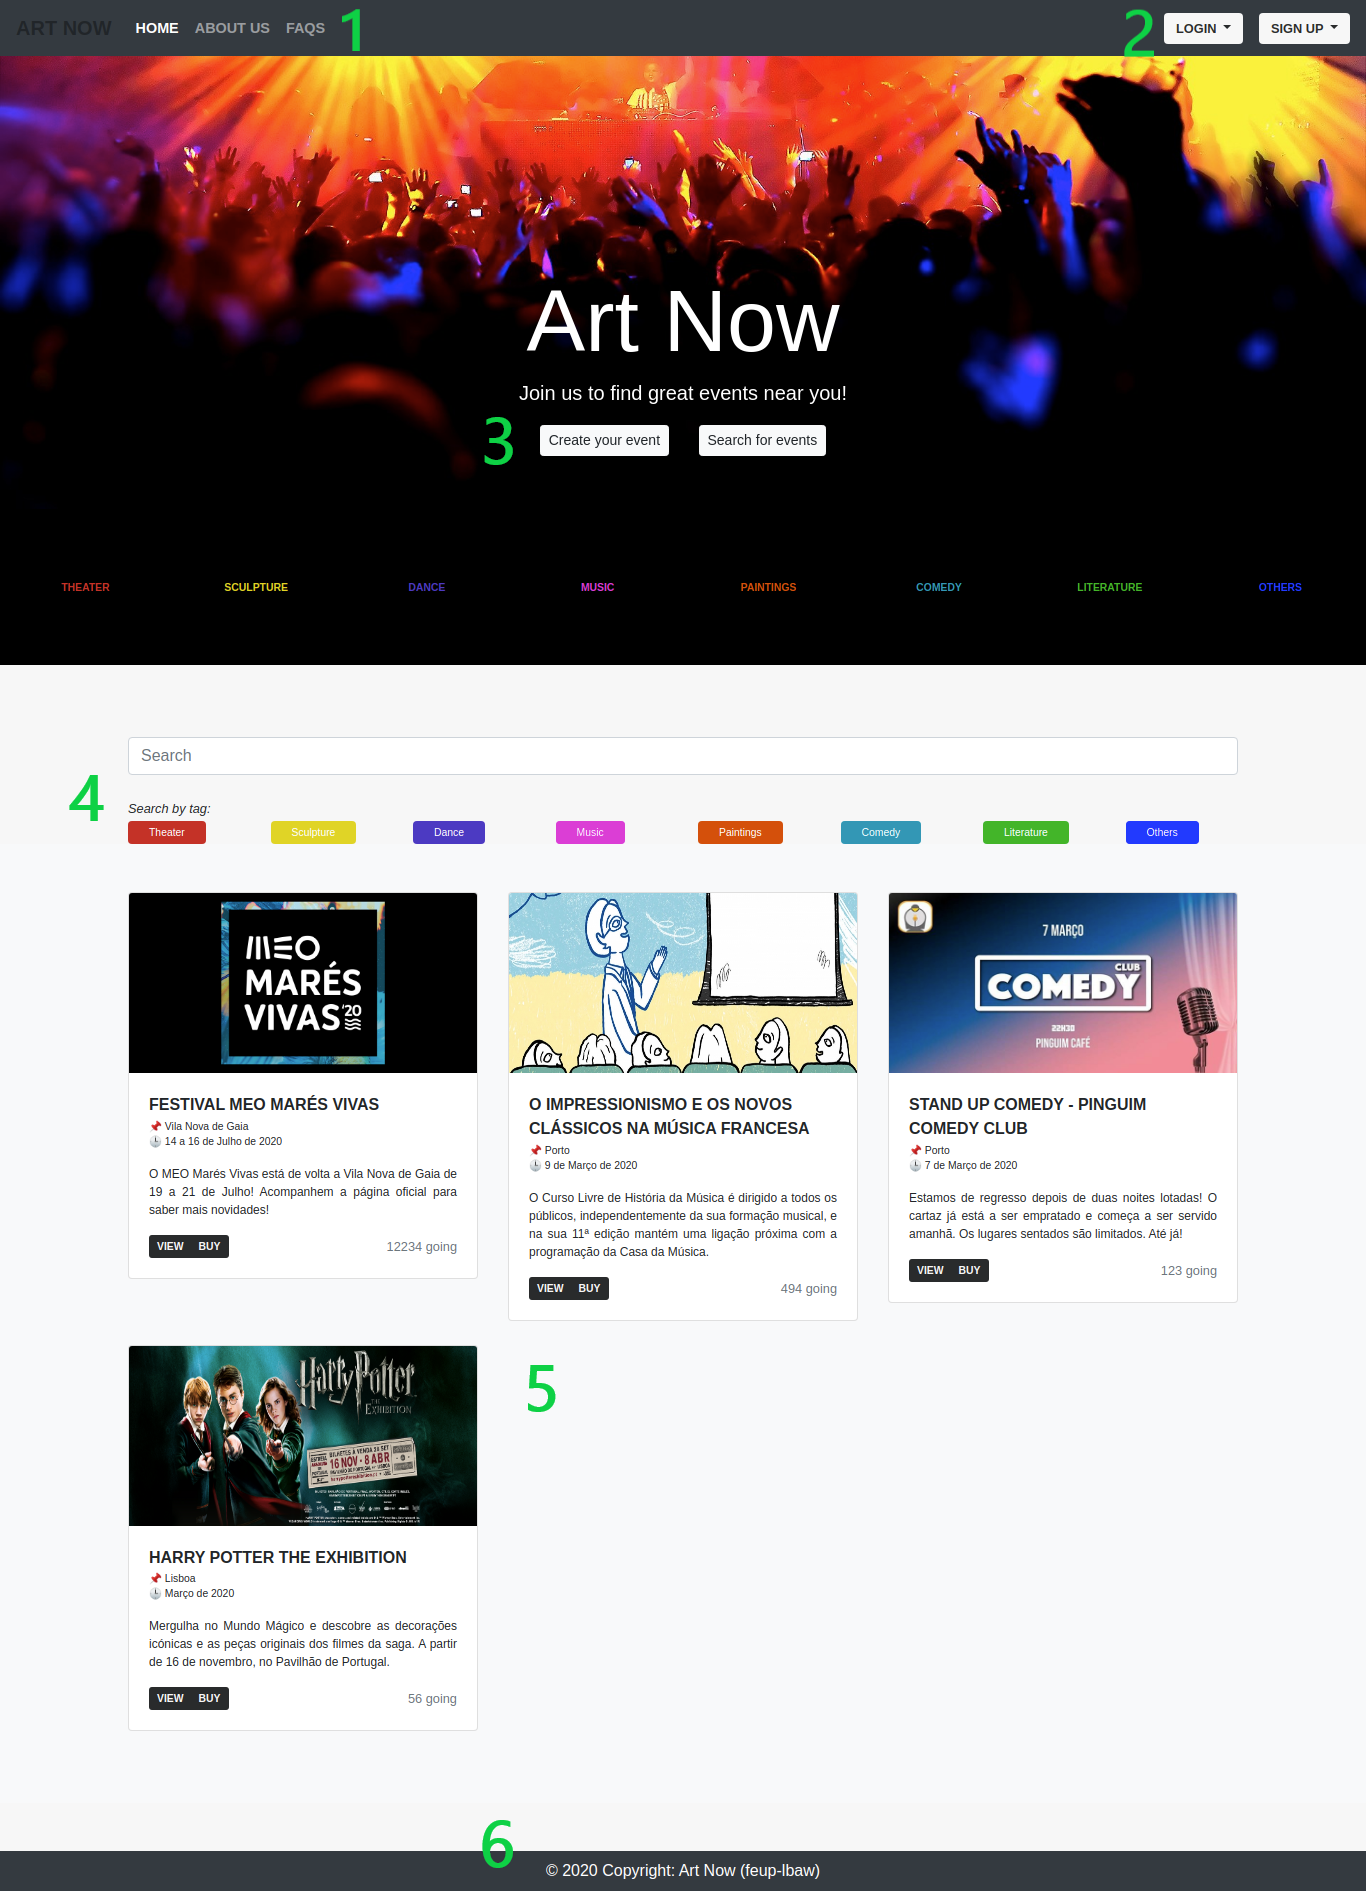 ART NOW HOME ABOUT US FAQS 1 2 LOGIN SIGN UP
Art Now
Join us to find great events near you!
3 Create your event Search for events
THEATER SCULPTURE DANCE MUSIC PAINTINGS COMEDY LITERATURE OTHERS
Search
4
Search by tag:
Theater Sculpture Dance Music Paintings Comedy Literature Others
MEO
MARÉS
VIVAS '20
FESTIVAL MEO MARÉS VIVAS
Vila Nova de Gaia
14 a 16 de Julho de 2020
O MEO Marés Vivas está de volta a Vila Nova de Gaia de
19 a 21 de Julho! Acompanhem a página oficial para
saber mais novidades!
VIEW BUY 12234 going
O IMPRESSIONISMO E OS NOVOS
CLÁSSICOS NA MÚSICA FRANCESA
Porto
9 de Março de 2020
O Curso Livre de História da Música é dirigido a todos os
públicos, independentemente da sua formação musical, e
na sua 11ª edição mantém uma ligação próxima com a
programação da Casa da Música.
VIEW BUY 494 going
7 MARÇO
CLUB
COMEDY
22H30
PINGUIM CAFÉ
STAND UP COMEDY - PINGUIM
COMEDY CLUB
Porto
7 de Março de 2020
Estamos de regresso depois de duas noites lotadas! O
cartaz já está a ser empratado e começa a ser servido
amanhã. Os lugares sentados são limitados. Até já!
VIEW BUY 123 going
Harry Potter
THE
EXHIBITION
BILHETES À VENDA 28 SET
16 NOV - 8 ABR
HARRY POTTER THE EXHIBITION
Lisboa
Março de 2020
Mergulha no Mundo Mágico e descobre as decorações
icónicas e as peças originais dos filmes da saga. A partir
de 16 de novembro, no Pavilhão de Portugal.
VIEW BUY 56 going
5
6
© 2020 Copyright: Art Now (feup-lbaw)